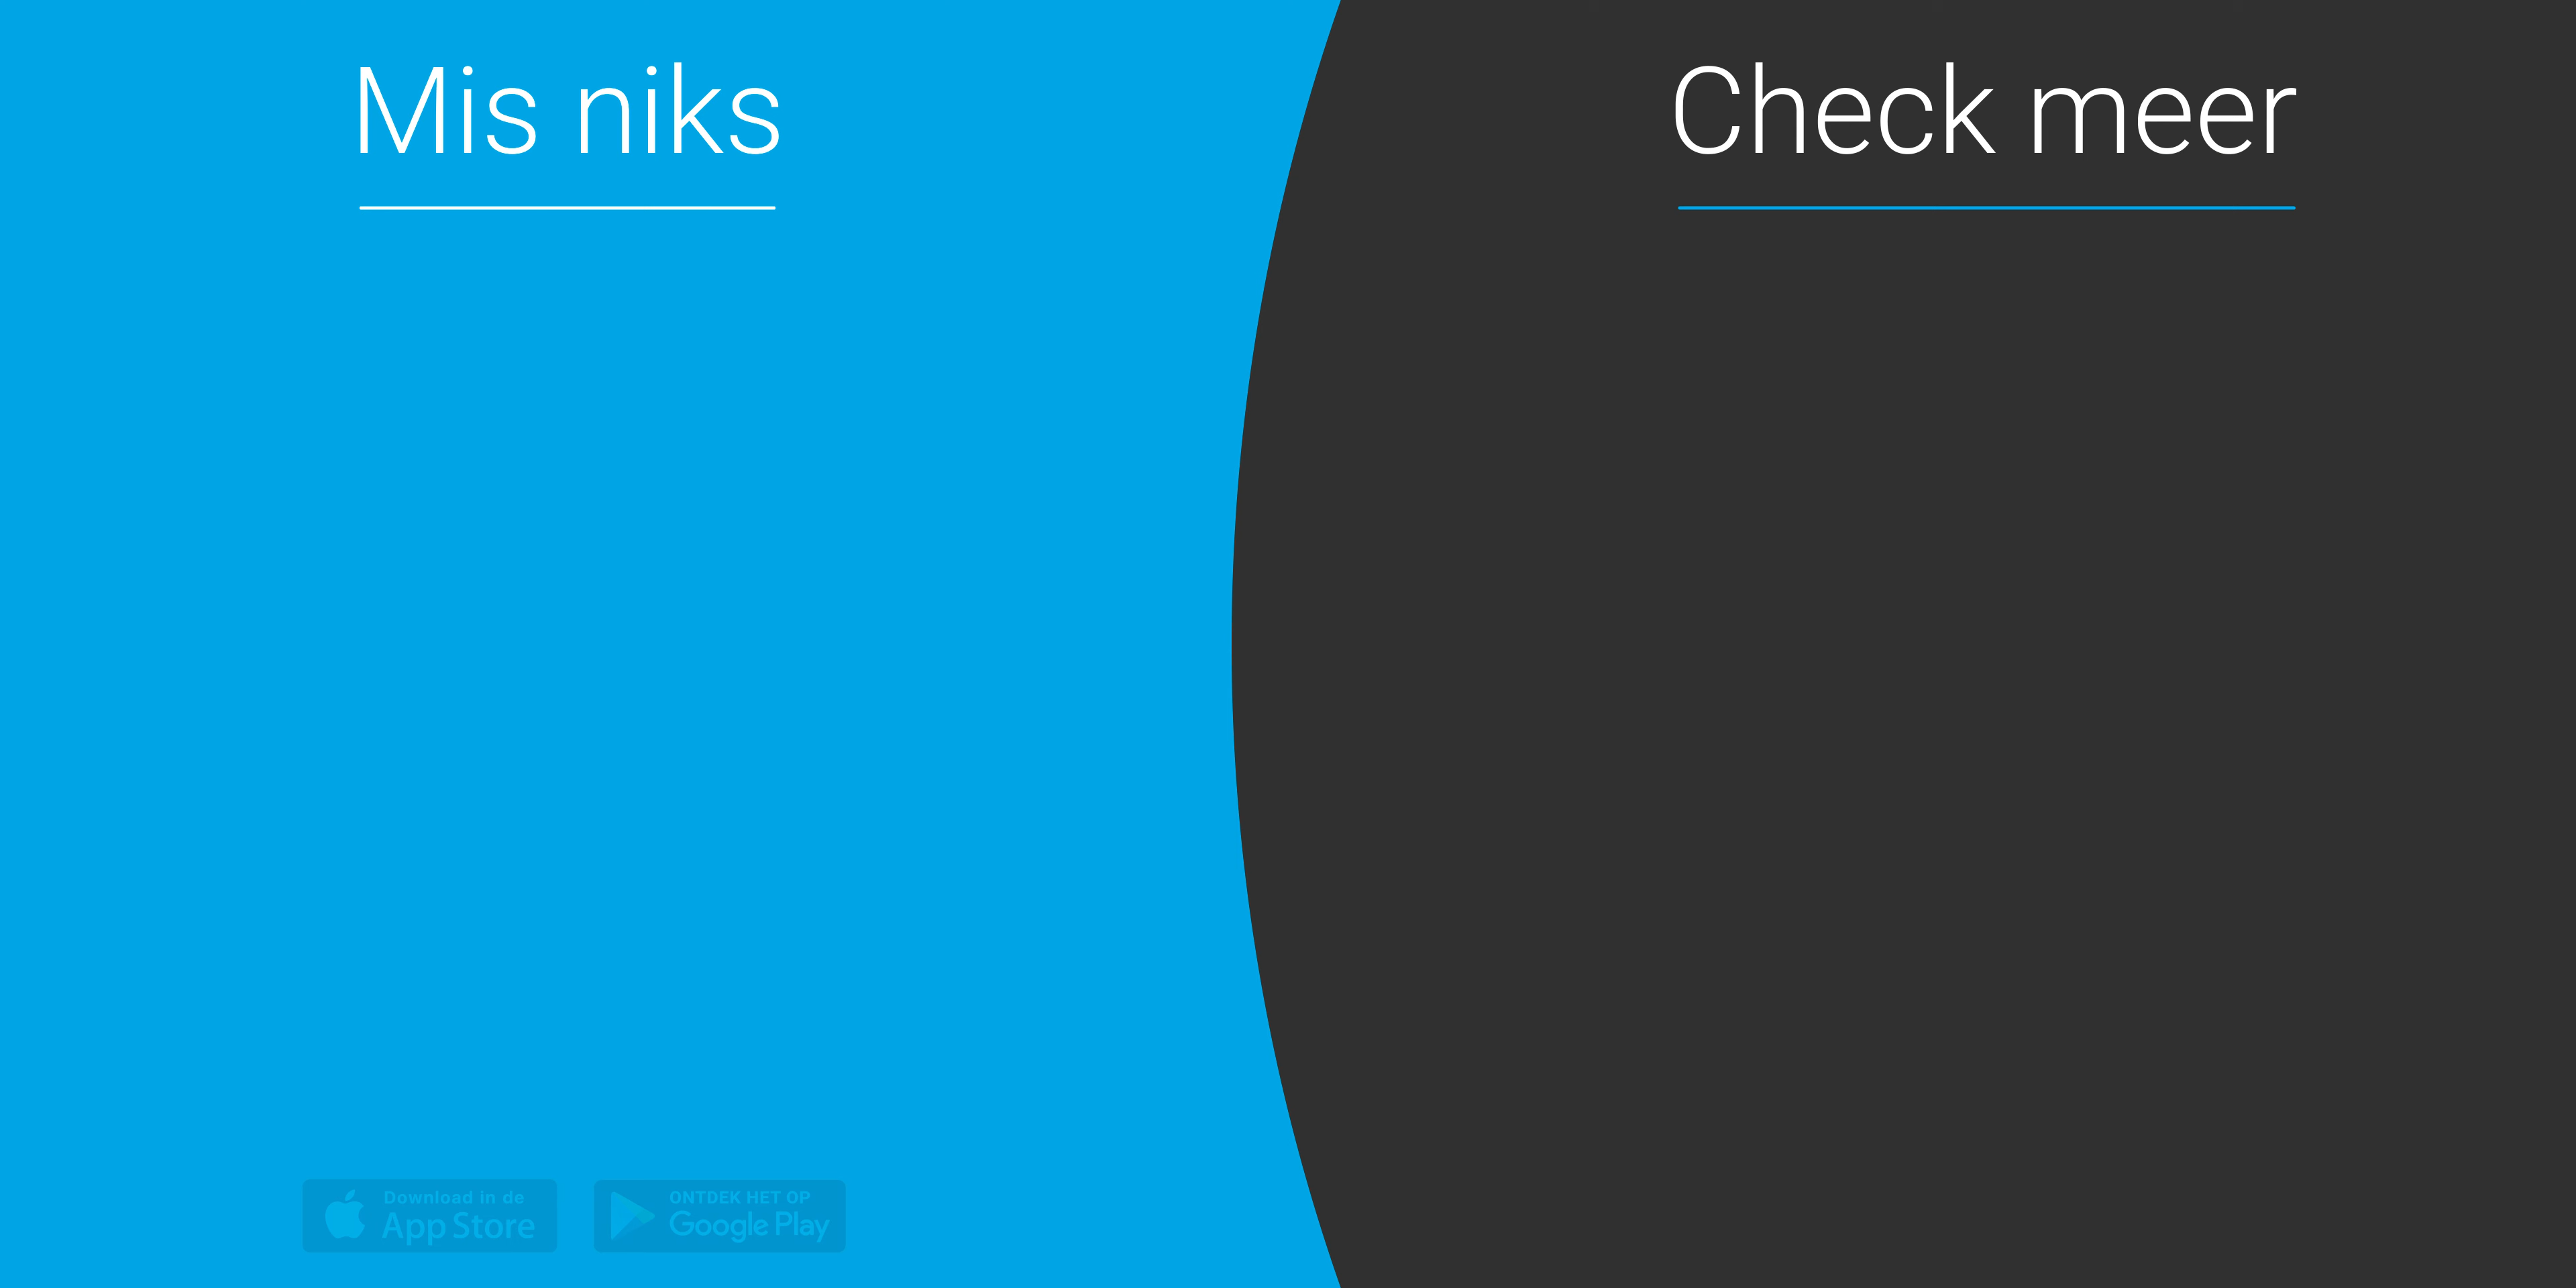 Mis niks
Check meer
Download in de
App Store
ONTDEK HET OP
Google Play